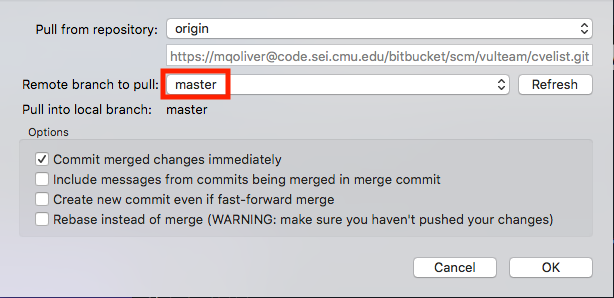 Pull from repository: origin
https://mqoliver@code.sei.cmu.edu/bitbucket/scm/vulteam/cvelist.git
Remote branch to pull: master Refresh
Pull into local branch: master
Options
Commit merged changes immediately
Include messages from commits being merged in merge commit
Create new commit even if fast-forward merge
Rebase instead of merge (WARNING: make sure you haven't pushed your changes)
Cancel OK